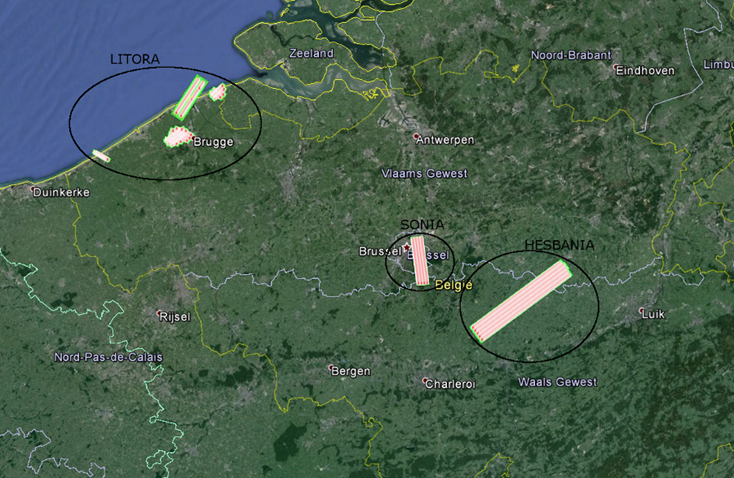 LITORA
Zeeland
Noord-Brabant
Limbu
Eindhoven
Brugge
Antwerpen
Vlaams Gewest
Duinkerke
SONIA
HESBANIA
Brussel
Brussel
België
Rijsel
Luik
Nord-Pas-de-Calais
Bergen
Charleroi
Waals Gewest